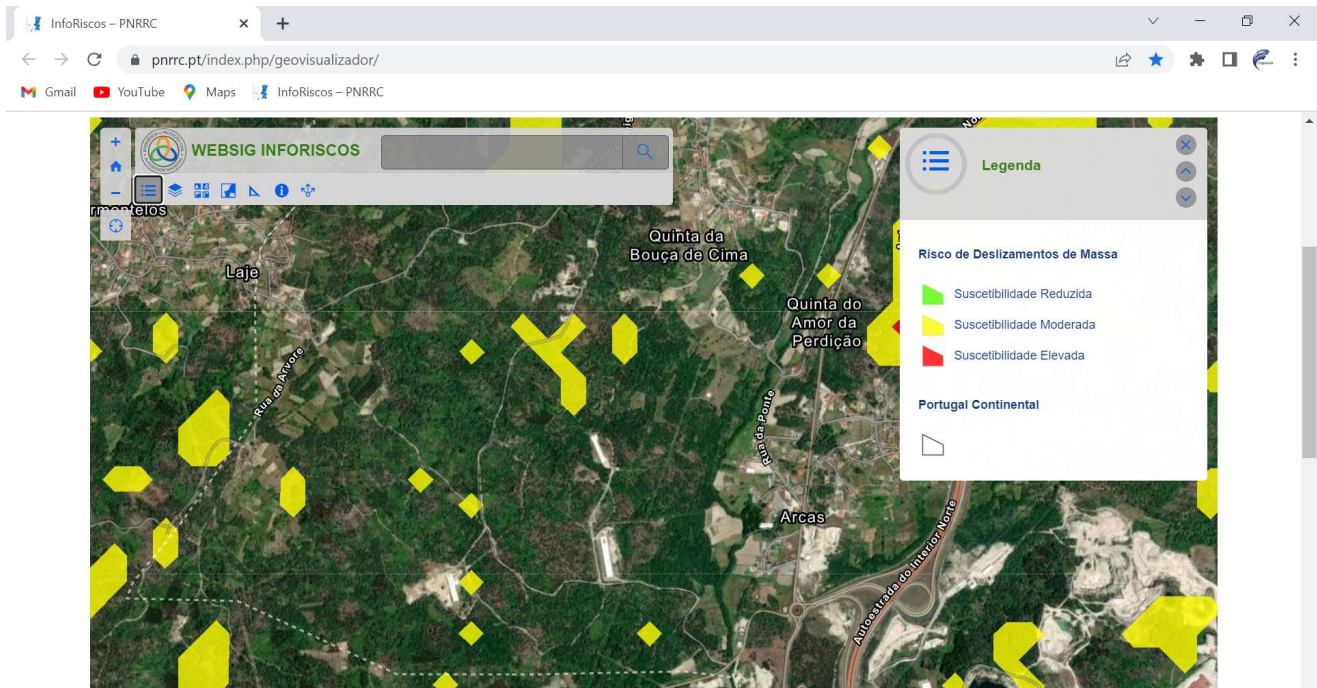 InfoRiscos – PNRRC
pnrrc.pt/index.php/geovisualizador/
Gmail YouTube Maps InfoRiscos – PNRRC
WEBSIG INFORISCOS
Legenda
Risco de Deslizamentos de Massa
Suscetibilidade Reduzida
Suscetibilidade Moderada
Suscetibilidade Elevada
Portugal Continental
Laje
Quinta da
Bouça de Cima
Quinta do
Amor da
Perdição
Rua da Arvore
Rua da Ponte
Arcas
Autoestrada do Interior Norte